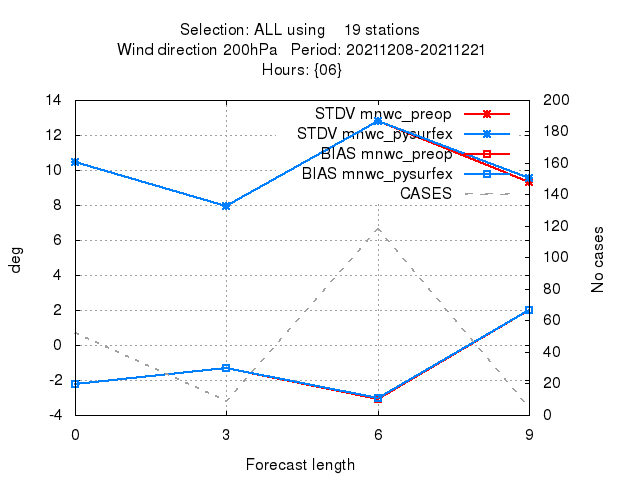 Selection: ALL using    19 stations
Wind direction 200hPa   Period: 20211208-20211221
Hours: {06}
14 200
STDV mnwc_preop
180
12 STDV mnwc_pysurfex
BIAS mnwc_preop
10 160
BIAS mnwc_pysurfex
CASES 140
8
120
6
100
4
80
2
60
0
40
-2 20
-4 0
deg
No cases
0 3 6 9
Forecast length